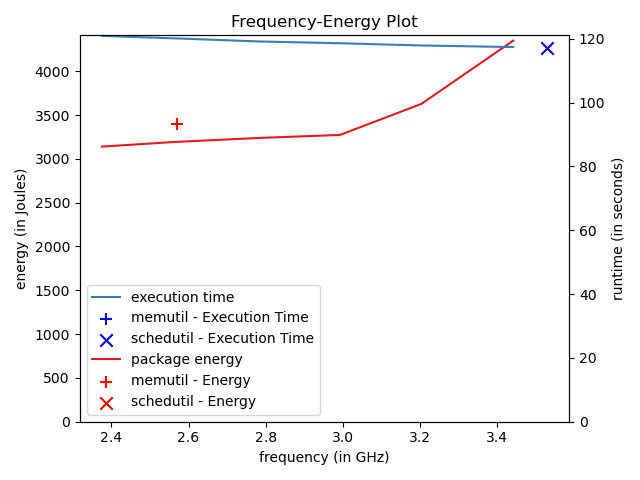 Frequency-Energy Plot
energy (in Joules)
4000
3500
3000
2500
2000
1500
1000
500
0
execution time
memutil - Execution Time
schedutil - Execution Time
package energy
memutil - Energy
schedutil - Energy
120
100
80
60
40
20
0
runtime (in seconds)
2.4 2.6 2.8 3.0 3.2 3.4
frequency (in GHz)